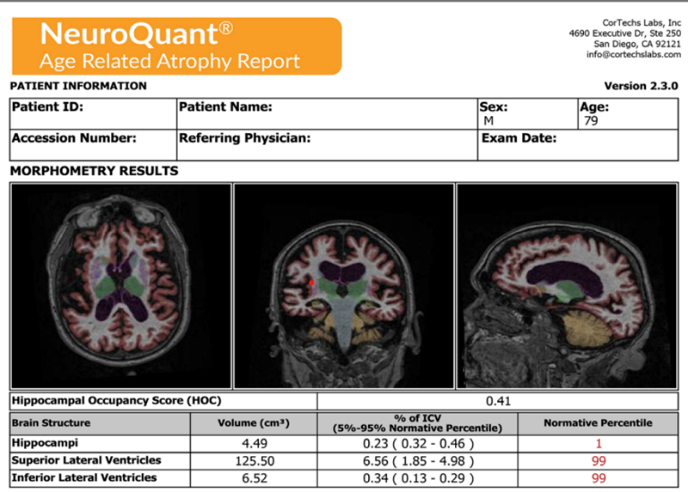 NeuroQuant®
Age Related Atrophy Report
CorTechs Labs, Inc
4690 Executive Dr, Ste 250
San Diego, CA 92121
info@cortechslabs.com
PATIENT INFORMATION
Version 2.3.0
Patient ID:
Patient Name:
Sex:
M
Age:
79
Accession Number:
Referring Physician:
Exam Date:
MORPHOMETRY RESULTS
Hippocampal Occupancy Score (HOC) 0.41
Brain Structure Volume (cm³) % of ICV (5%-95% Normative Percentile) Normative Percentile
Hippocampi 4.49 0.23 ( 0.32 - 0.46 ) 1
Superior Lateral Ventricles 125.50 6.56 ( 1.85 - 4.98 ) 99
Inferior Lateral Ventricles 6.52 0.34 ( 0.13 - 0.29 ) 99